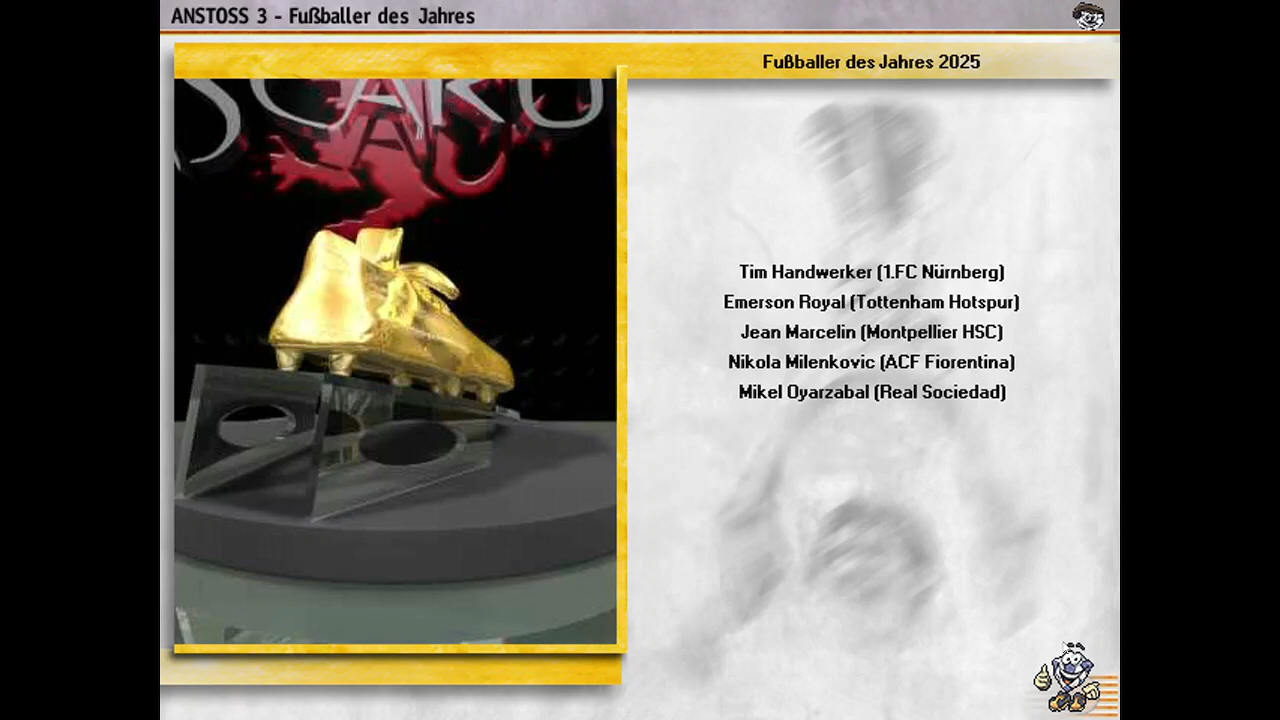 ANSTOSS 3 - Fußballer des Jahres
Fußballer des Jahres 2025
Tim Handwerker (1.FC Nürnberg)
Emerson Royal (Tottenham Hotspur)
Jean Marcelin (Montpellier HSC)
Nikola Milenkovic (ACF Fiorentina)
Mikel Oyarzabal (Real Sociedad)